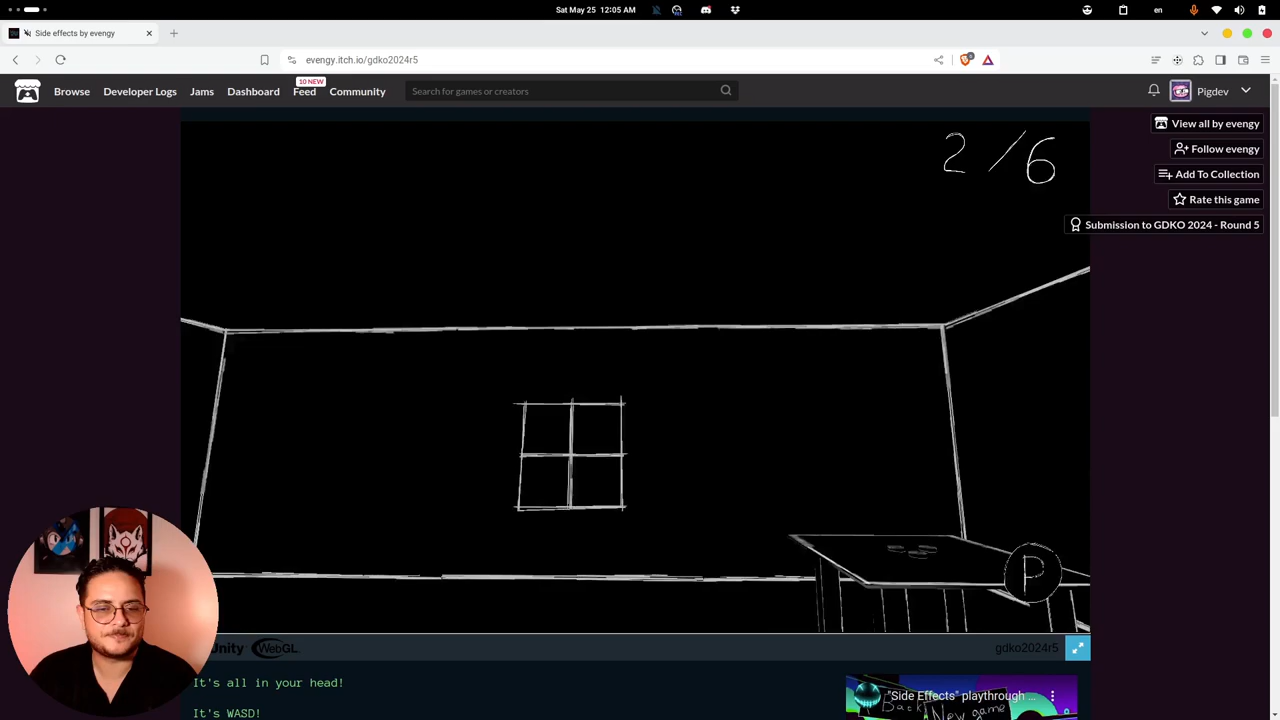 Sat May 25 12:05 AM
en
Side effects by evengy
evengy.itch.io/gdko2024r5
10 NEW
Browse Developer Logs Jams Dashboard Feed Community Search for games or creators Pigdev
View all by evengy
Follow evengy
Add To Collection
Rate this game
Submission to GDKO 2024 - Round 5
2/6
P
Unity WebGL
gdko2024r5
It's all in your head!
It's WASD!
"Side Effects" playthrough ...
Back
New game